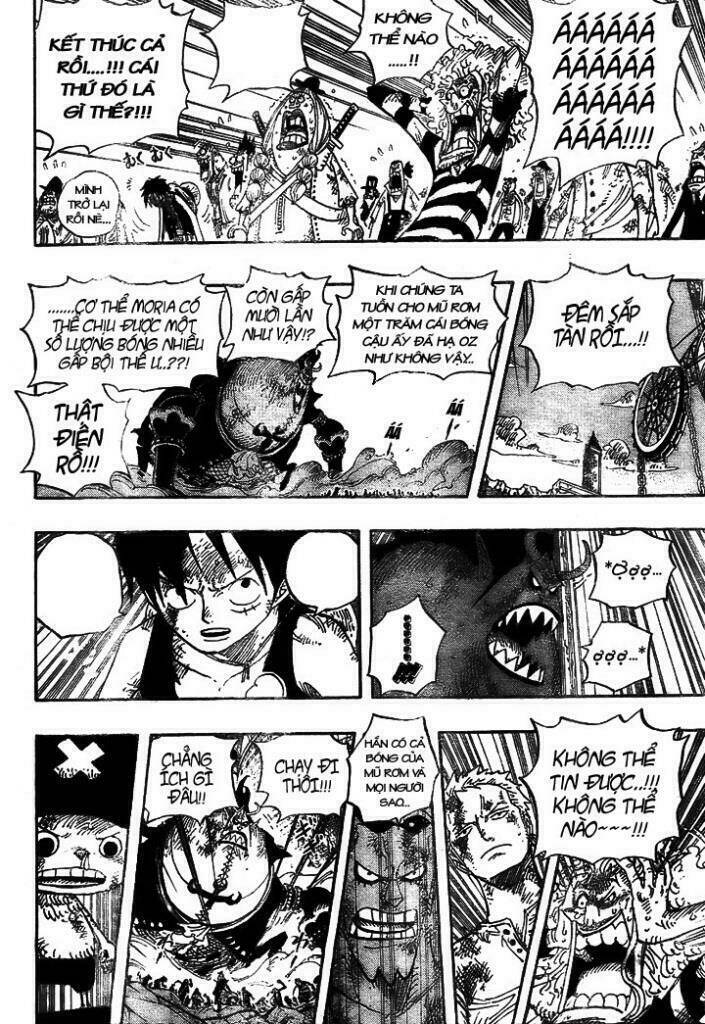 ÁÁÁÁÁÁ
ÁÁÁÁÁÁ
ÁÁÁÁÁÁ
ÁÁÁÁ!!!!
KHÔNG
THỂ NÀO
.....!!
KẾT THÚC CẢ
RỒI....!!! CÁI
THỨ ĐÓ LÀ
GÌ THẾ?!!!
MÌNH
TRỞ LẠI
RỒI NÈ...
ĐÊM SẮP
TÀN RỒI...!!
KHI CHÚNG TA
TUỒN CHO MŨ RƠM
MỘT TRĂM CÁI BÓNG
CẬU ẤY ĐÃ HẠ OZ
NHƯ KHÔNG VẬY..
CÒN GẤP
MƯỜI LẦN
NHƯ VẬY!?
.......CƠ THỂ MORIA CÓ
THỂ CHỊU ĐƯỢC MỘT
SỐ LƯỢNG BÓNG NHIỀU
GẤP BỘI THẾ Ư..??!
THẬT
ĐIÊN
RỒ!!!
ÁÁ
ÁÁ
*ỢỢỢ...
ỢỢỢ...*
KHÔNG THỂ
TIN ĐƯỢC..!!!
KHÔNG THỂ
NÀO~~~!!!
HẮN CÓ CẢ
BÓNG CỦA
MŨ RƠM VÀ
MỌI NGƯỜI
SAO...
CHẠY ĐI
THÔI!!!
CHẲNG
ÍCH GÌ
ĐÂU!!